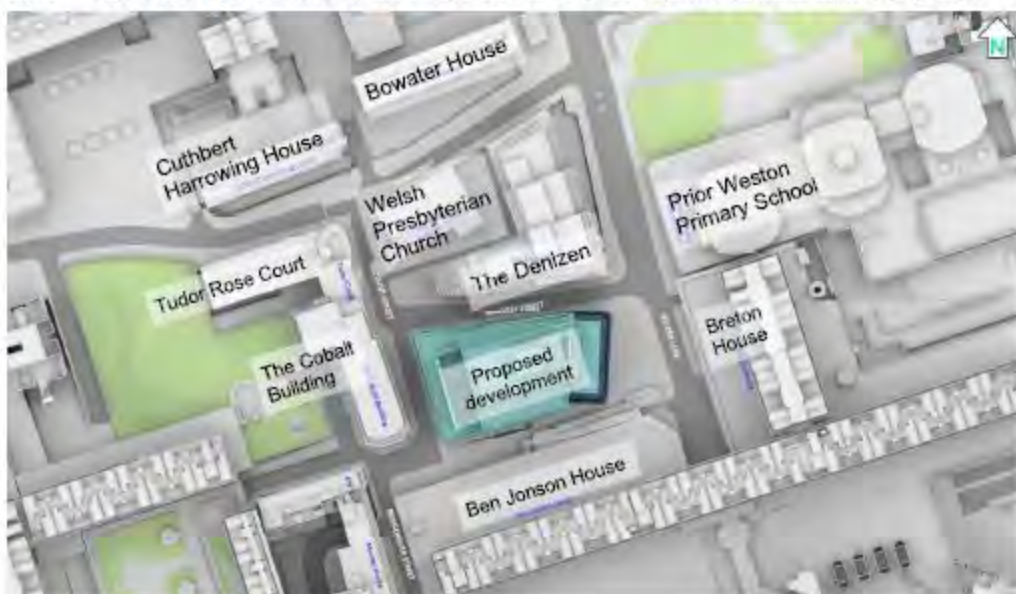 N
Bowater House
Cuthbert
Harrowing House
Welsh
Presbyterian
Church
Prior Weston
Primary School
Tudor Rose Court
The Denizen
The Cobalt
Building
Proposed
development
Breton
House
Ben Jonson House